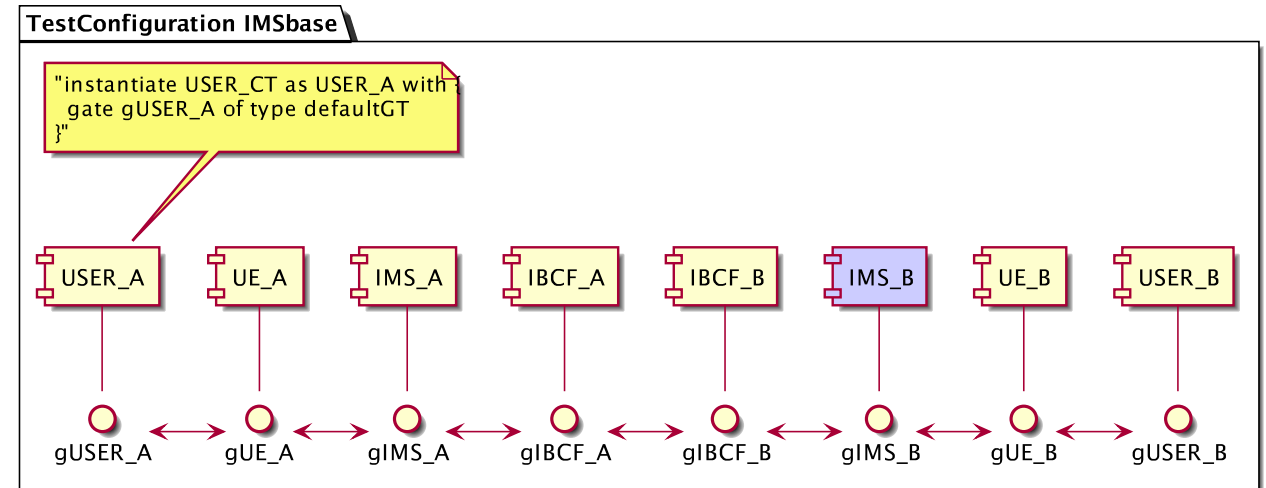 TestConfiguration IMSbase
"instantiate USER_CT as USER_A with {
gate gUSER_A of type defaultGT
}"
USER_A UE_A IMS_A IBCF_A IBCF_B IMS_B UE_B USER_B
gUSER_A gUE_A gIMS_A gIBCF_A gIBCF_B gIMS_B gUE_B gUSER_B